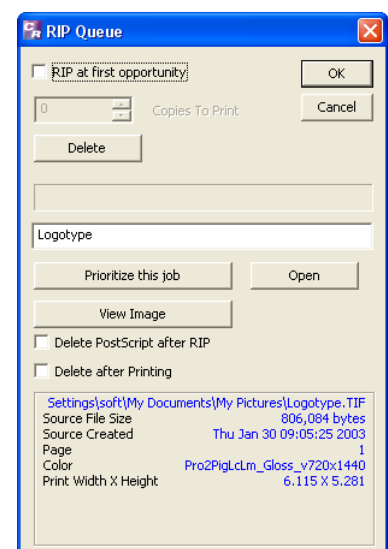 RIP Queue
RIP at first opportunity
OK
0
Copies To Print
Cancel
Delete
Logotype
Prioritize this job
Open
View Image
Delete PostScript after RIP
Delete after Printing
Settings\soft\My Documents\My Pictures\Logotype.TIF
Source File Size 806,084 bytes
Source Created Thu Jan 30 09:05:25 2003
Page 1
Color Pro2PigLcLm_Gloss_v720x1440
Print Width X Height 6.115 X 5.281